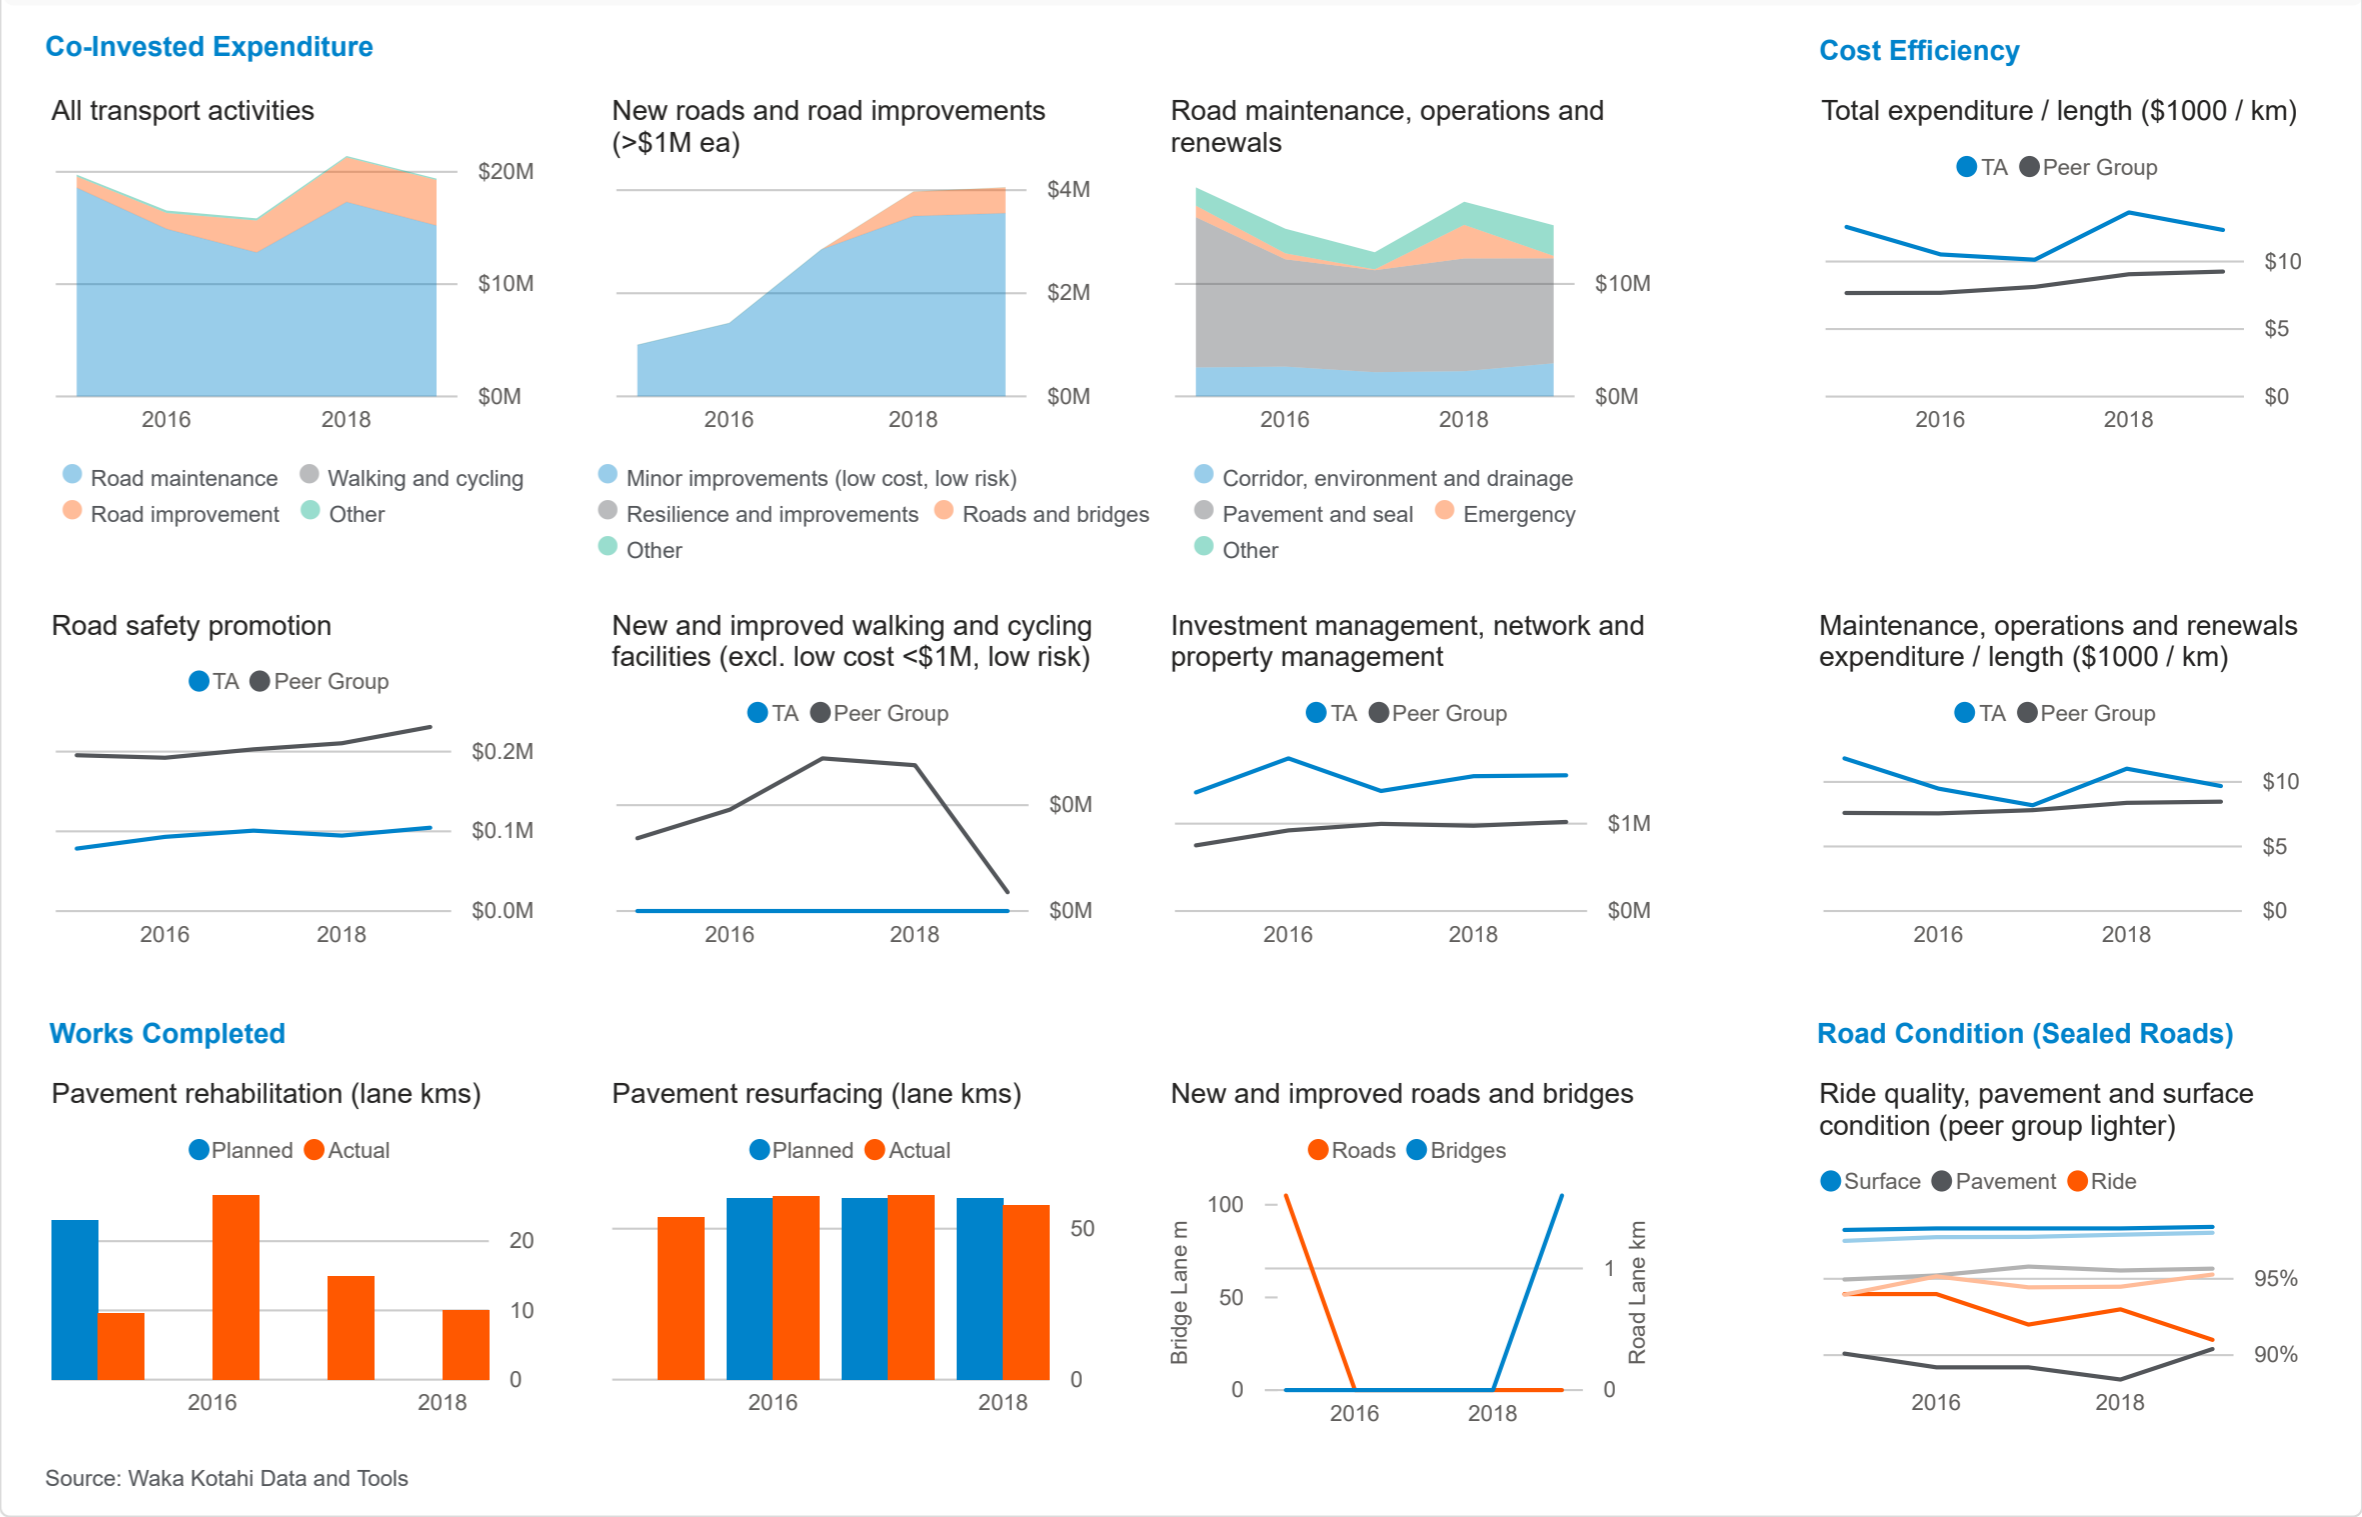 Co-Invested Expenditure
Cost Efficiency
All transport activities
$20M
$10M
$0M
2016 2018
Road maintenance Walking and cycling
Road improvement Other
New roads and road improvements
(>$1M ea)
$4M
$2M
$0M
2016 2018
Minor improvements (low cost, low risk)
Resilience and improvements Roads and bridges
Other
Road maintenance, operations and
renewals
$10M
$0M
2016 2018
Corridor, environment and drainage
Pavement and seal Emergency
Other
Total expenditure / length ($1000 / km)
TA Peer Group
$10
$5
$0
2016 2018
Road safety promotion
TA Peer Group
$0.2M
$0.1M
$0.0M
2016 2018
New and improved walking and cycling
facilities (excl. low cost <$1M, low risk)
TA Peer Group
$0M
$0M
2016 2018
Investment management, network and
property management
TA Peer Group
$1M
$0M
2016 2018
Maintenance, operations and renewals
expenditure / length ($1000 / km)
TA Peer Group
$10
$5
$0
2016 2018
Works Completed
Road Condition (Sealed Roads)
Pavement rehabilitation (lane kms)
Planned Actual
20
10
0
2016 2018
Pavement resurfacing (lane kms)
Planned Actual
50
0
2016 2018
New and improved roads and bridges
Roads Bridges
Bridge Lane m
100
50
0
Road Lane km
1
0
2016 2018
Ride quality, pavement and surface
condition (peer group lighter)
Surface Pavement Ride
95%
90%
2016 2018
Source: Waka Kotahi Data and Tools